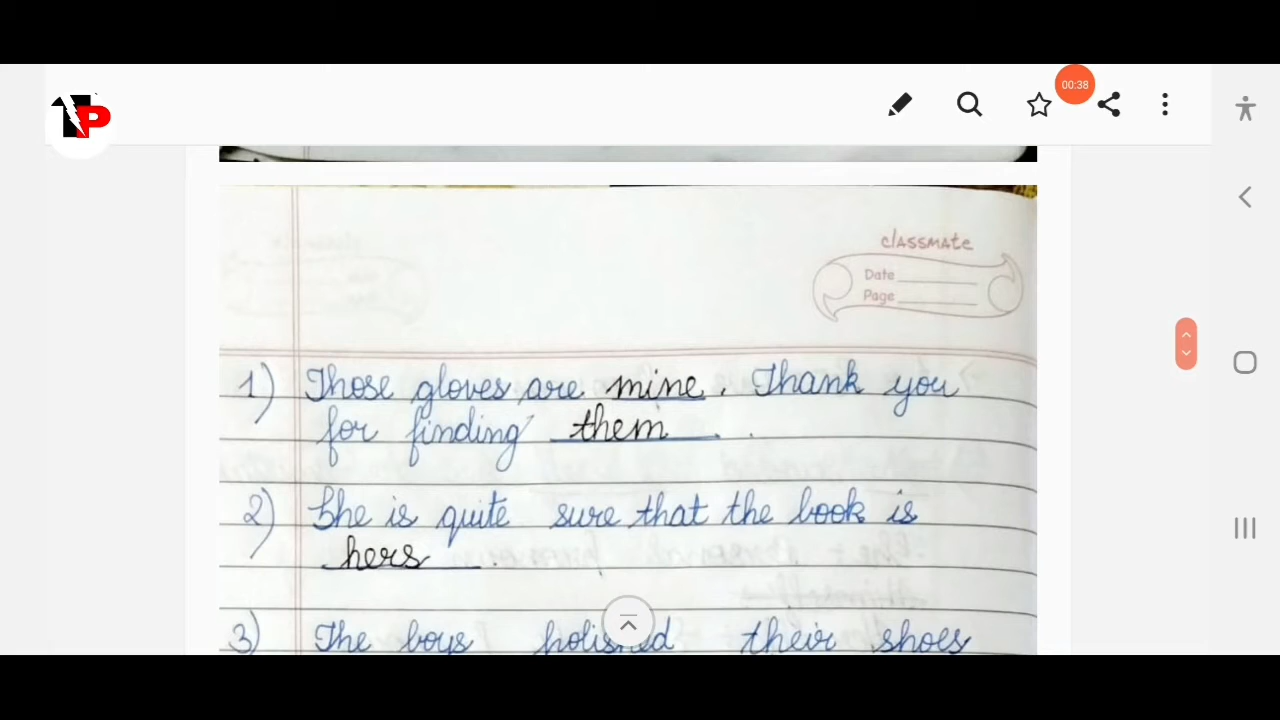 00:38
P
classmate
Date
Page
1) Those gloves are mine. Thank you
for finding them.
2) She is quite sure that the book is
hers.
3) The boys polished their shoes